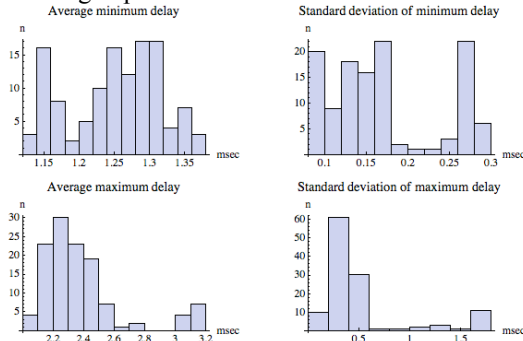 Average minimum delay
n
15
10
5
1.15 1.2 1.25 1.3 1.35
msec
Standard deviation of minimum delay
n
20
15
10
5
0.1 0.15 0.2 0.25 0.3
msec
Average maximum delay
n
30
25
20
15
10
5
2.2 2.4 2.6 2.8 3 3.2
msec
Standard deviation of maximum delay
n
60
50
40
30
20
10
0.5 1 1.5
msec